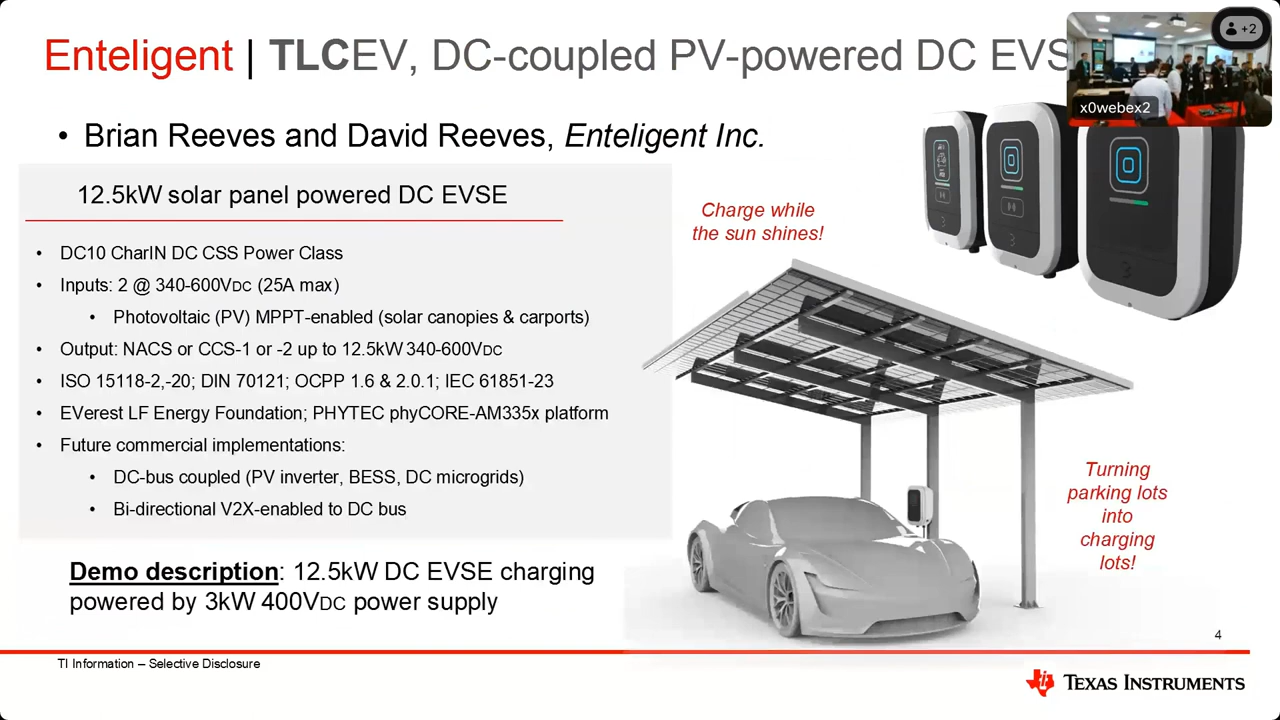 Enteligent | TLCEV, DC-coupled PV-powered DC EVS
+2
x0webex2
• Brian Reeves and David Reeves, Enteligent Inc.
12.5kW solar panel powered DC EVSE
• DC10 CharIN DC CSS Power Class
• Inputs: 2 @ 340-600VDC (25A max)
• Photovoltaic (PV) MPPT-enabled (solar canopies & carports)
• Output: NACS or CCS-1 or -2 up to 12.5kW 340-600VDC
• ISO 15118-2,-20; DIN 70121; OCPP 1.6 & 2.0.1; IEC 61851-23
• EVerest LF Energy Foundation; PHYTEC phyCORE-AM335x platform
• Future commercial implementations:
• DC-bus coupled (PV inverter, BESS, DC microgrids)
• Bi-directional V2X-enabled to DC bus
Charge while
the sun shines!
Turning
parking lots
into
charging
lots!
Demo description: 12.5kW DC EVSE charging
powered by 3kW 400VDC power supply
4
TI Information – Selective Disclosure
TEXAS INSTRUMENTS